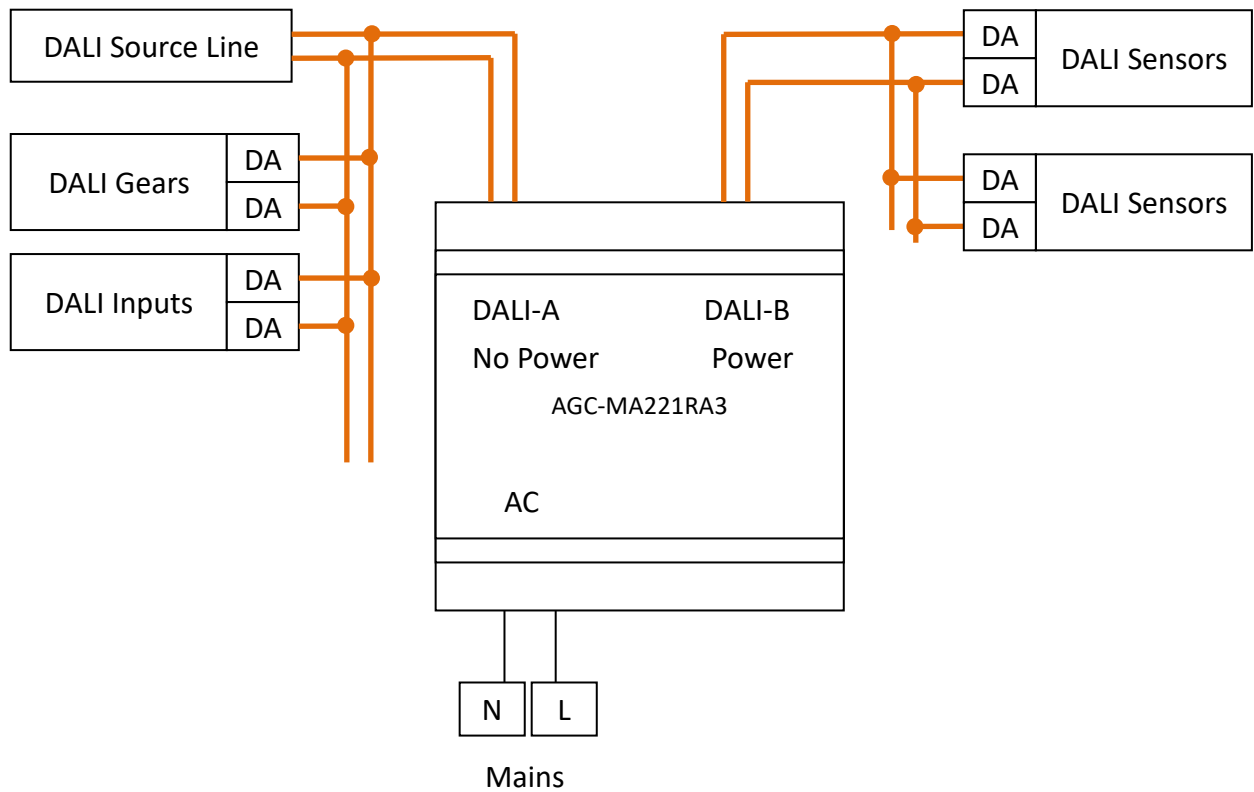 DALI Source Line
DA
DALI Sensors
DA
DALI Gears
DA
DA
DA
DALI Sensors
DA
DALI Inputs
DA
DA
DALI-A DALI-B
No Power Power
AGC-MA221RA3
AC
N L
Mains